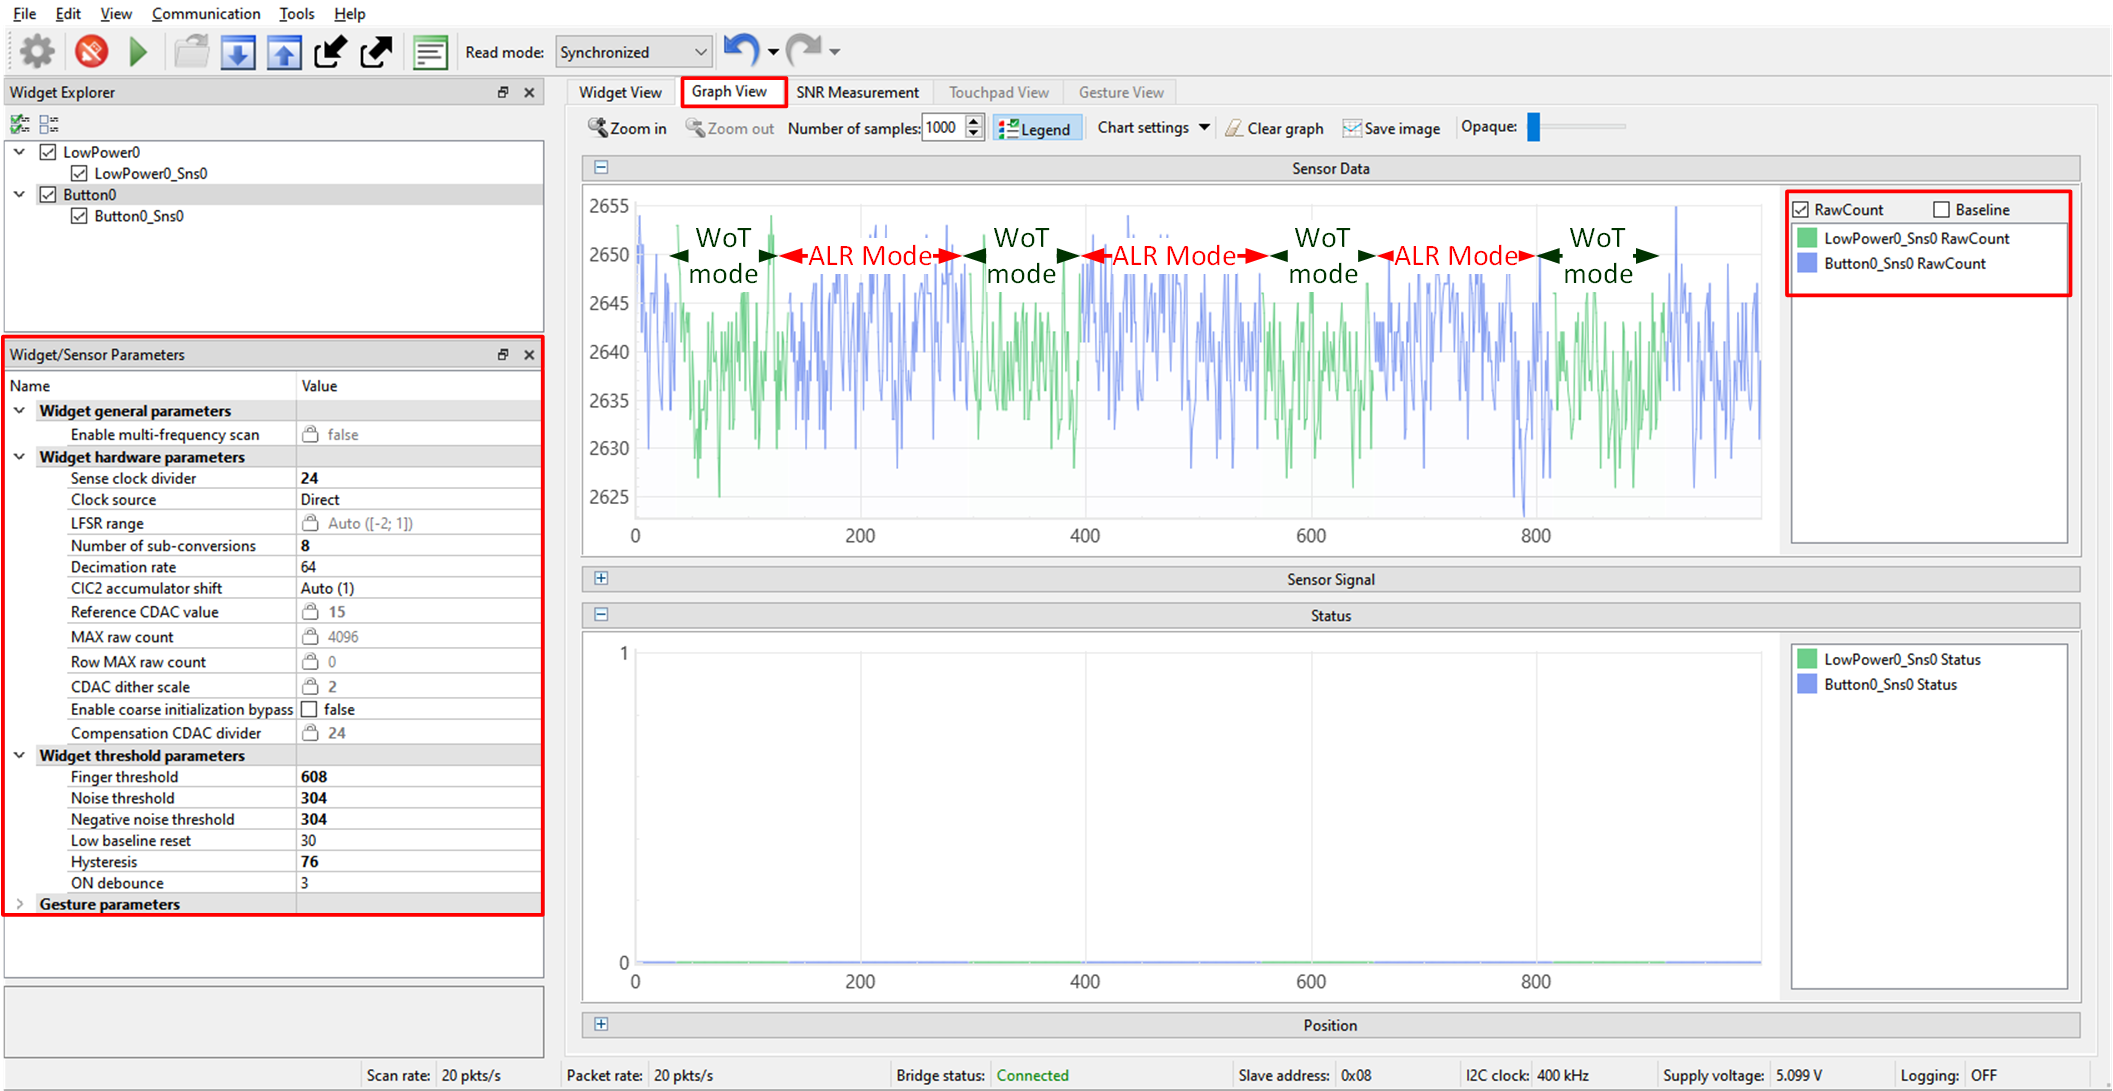 File Edit View Communication Tools Help
Read mode: Synchronized
Widget Explorer
LowPower0
LowPower0_Sns0
Button0
Button0_Sns0
Widget/Sensor Parameters
Name Value
Widget general parameters
Enable multi-frequency scan false
Widget hardware parameters
Sense clock divider 24
Clock source Direct
LFSR range Auto ([-2; 1])
Number of sub-conversions 8
Decimation rate 64
CIC2 accumulator shift Auto (1)
Reference CDAC value 15
MAX raw count 4096
Row MAX raw count 0
CDAC dither scale 2
Enable coarse initialization bypass false
Compensation CDAC divider 24
Widget threshold parameters
Finger threshold 608
Noise threshold 304
Negative noise threshold 304
Low baseline reset 30
Hysteresis 76
ON debounce 3
Gesture parameters
Widget View Graph View SNR Measurement Touchpad View Gesture View
Zoom in Zoom out Number of samples: 1000 Legend Chart settings Clear graph Save image Opaque:
Sensor Data
2655
2650
2645
2640
2635
2630
2625
0 200 400 600 800
WoT mode
ALR Mode
WoT mode
ALR Mode
WoT mode
ALR Mode
WoT mode
RawCount Baseline
LowPower0_Sns0 RawCount
Button0_Sns0 RawCount
Sensor Signal
Status
1
0
0 200 400 600 800
LowPower0_Sns0 Status
Button0_Sns0 Status
Position
Scan rate: 20 pkts/s Packet rate: 20 pkts/s Bridge status: Connected Slave address: 0x08 I2C clock: 400 kHz Supply voltage: 5.099 V Logging: OFF